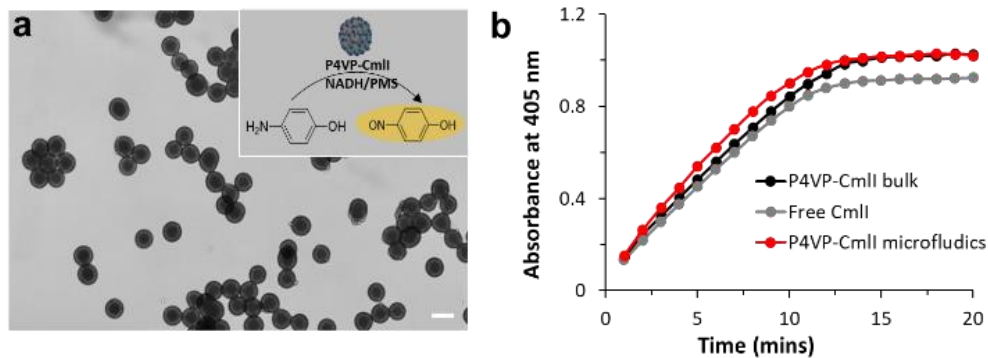 a
P4VP-CmlI
NADH/PMS
H₂N
OH
ON
OH
b
Absorbance at 405 nm
1.2
0.8
0.4
0
P4VP-CmlI bulk
Free CmlI
P4VP-CmlI microfludics
0
5
10
15
20
Time (mins)